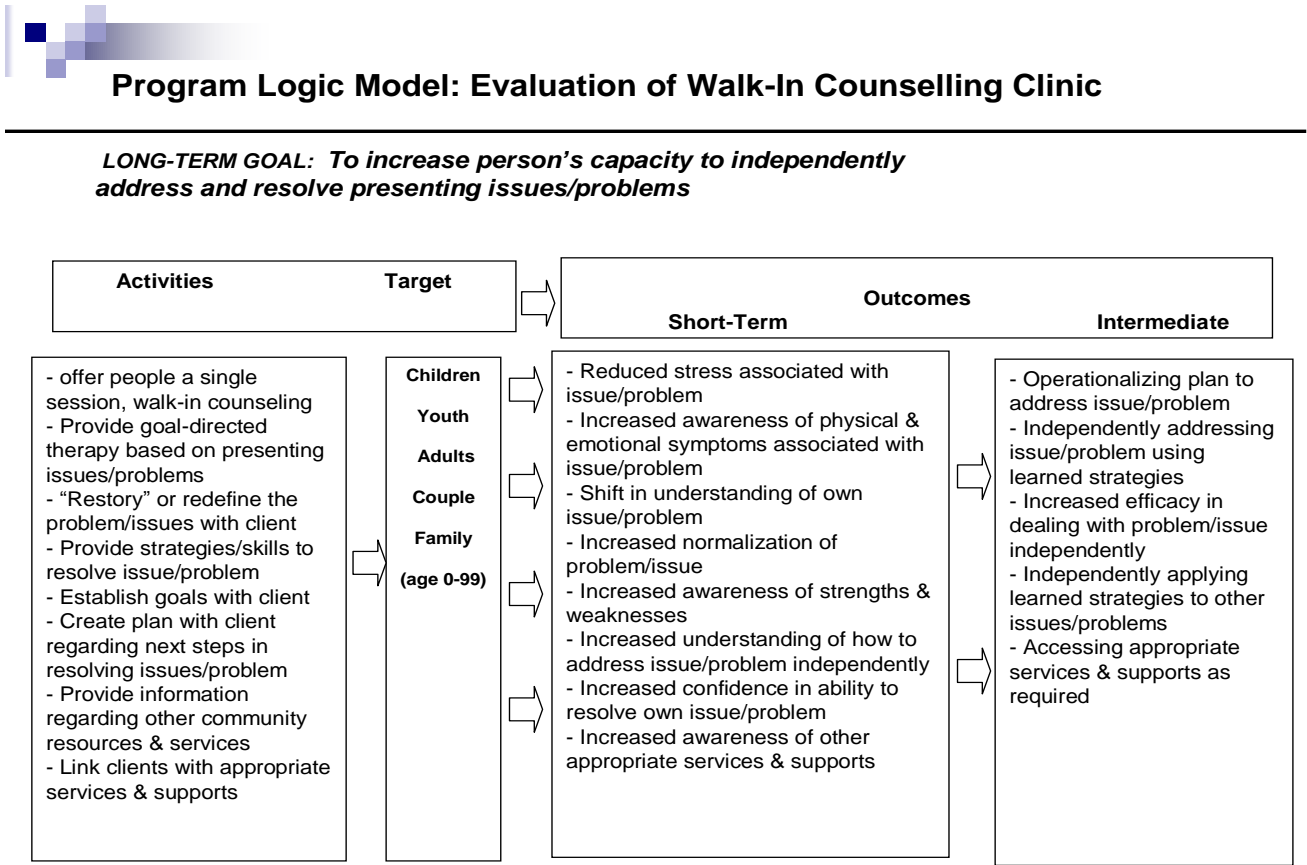 Program Logic Model: Evaluation of Walk-In Counselling Clinic
LONG-TERM GOAL: To increase person's capacity to independently
address and resolve presenting issues/problems
Activities Target
Outcomes
Short-Term Intermediate
- offer people a single
session, walk-in counseling
- Provide goal-directed
therapy based on presenting
issues/problems
- “Restory” or redefine the
problem/issues with client
- Provide strategies/skills to
resolve issue/problem
- Establish goals with client
- Create plan with client
regarding next steps in
resolving issues/problem
- Provide information
regarding other community
resources & services
- Link clients with appropriate
services & supports
Children
Youth
Adults
Couple
Family
(age 0-99)
- Reduced stress associated with
issue/problem
- Increased awareness of physical &
emotional symptoms associated with
issue/problem
- Shift in understanding of own
issue/problem
- Increased normalization of
problem/issue
- Increased awareness of strengths &
weaknesses
- Increased understanding of how to
address issue/problem independently
- Increased confidence in ability to
resolve own issue/problem
- Increased awareness of other
appropriate services & supports
- Operationalizing plan to
address issue/problem
- Independently addressing
issue/problem using
learned strategies
- Increased efficacy in
dealing with problem/issue
independently
- Independently applying
learned strategies to other
issues/problems
- Accessing appropriate
services & supports as
required